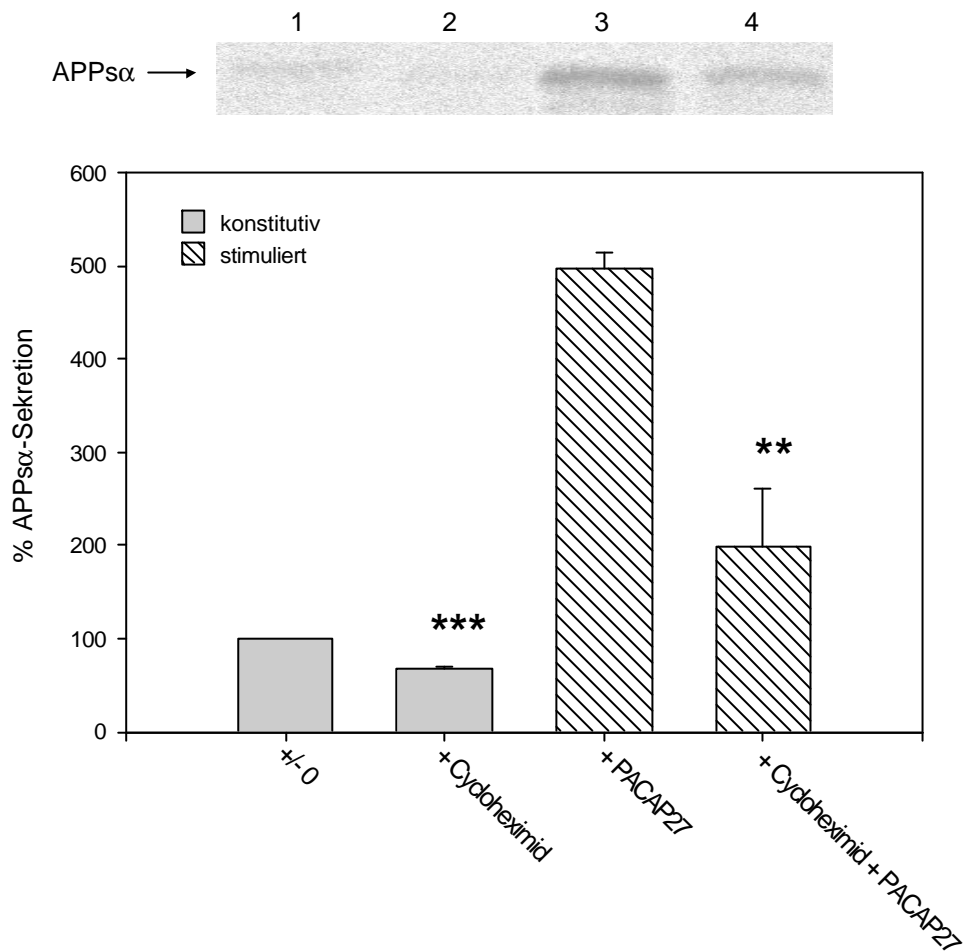 1 2 3 4
APPsα
600
500
400
300
200
100
0
% APPsα-Sekretion
konstitutiv
stimuliert
***
**
+/- 0
+ Cycloheximid
+ PACAP27
+ Cycloheximid + PACAP27